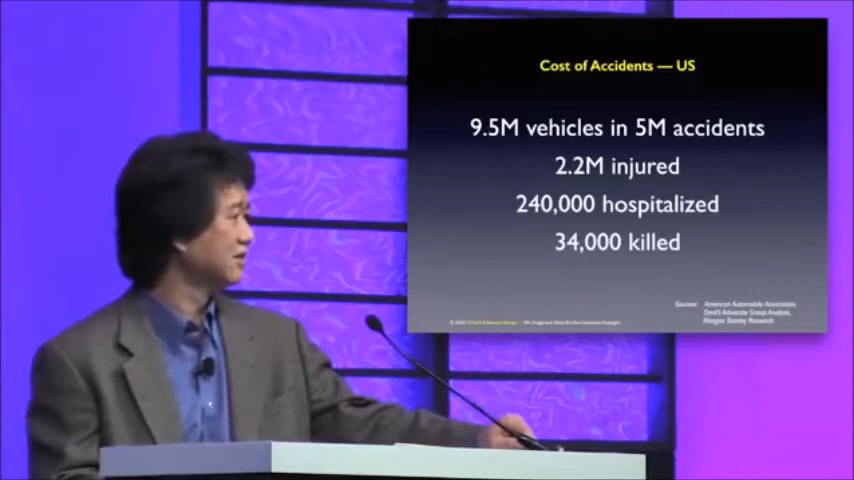 Cost of Accidents — US
9.5M vehicles in 5M accidents
2.2M injured
240,000 hospitalized
34,000 killed
Sources: American Automobile Association,
Devil's Advocate Group Analysis,
Morgan Stanley Research